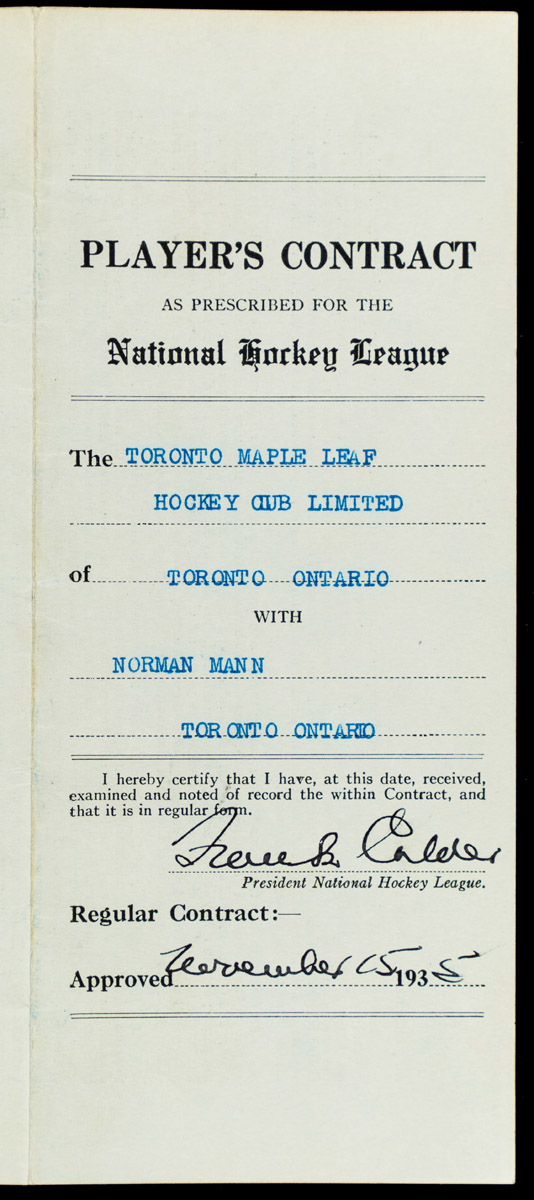 PLAYER'S CONTRACT
AS PRESCRIBED FOR THE
National Hockey League
The TORONTO MAPLE LEAF
HOCKEY CLUB LIMITED
of TORONTO ONTARIO
WITH
NORMAN MANN
TORONTO ONTARIO
I hereby certify that I have, at this date, received,
examined and noted of record the within Contract, and
that it is in regular form.
Frank Calder
President National Hockey League.
Regular Contract:—
Approved November 15 1935